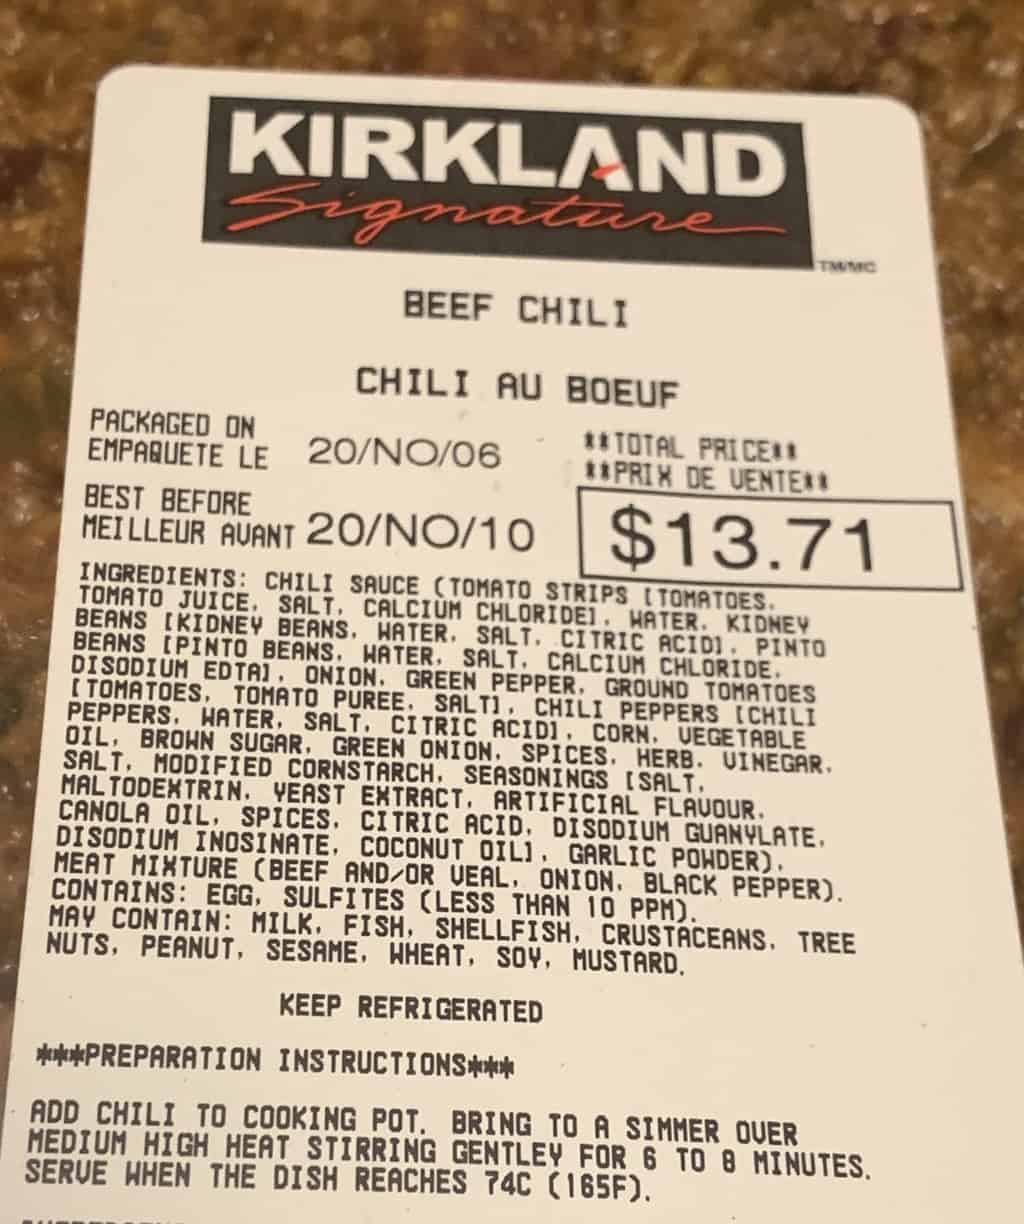 KIRKLAND
Signature
TM/MC
BEEF CHILI
CHILI AU BOEUF
PACKAGED ON
EMPAQUETE LE 20/NO/06
**TOTAL PRICE**
**PRIX DE VENTE**
BEST BEFORE
MEILLEUR AVANT 20/NO/10
$13.71
INGREDIENTS: CHILI SAUCE (TOMATO STRIPS [TOMATOES,
TOMATO JUICE, SALT, CALCIUM CHLORIDE], WATER, KIDNEY
BEANS [KIDNEY BEANS, WATER, SALT, CITRIC ACID], PINTO
BEANS [PINTO BEANS, WATER, SALT, CALCIUM CHLORIDE,
DISODIUM EDTA], ONION, GREEN PEPPER, GROUND TOMATOES
[TOMATOES, TOMATO PUREE, SALT], CHILI PEPPERS [CHILI
PEPPERS, WATER, SALT, CITRIC ACID], CORN, VEGETABLE
OIL, BROWN SUGAR, GREEN ONION, SPICES, HERB, VINEGAR,
SALT, MODIFIED CORNSTARCH, SEASONINGS [SALT,
MALTODEXTRIN, YEAST EXTRACT, ARTIFICIAL FLAVOUR,
CANOLA OIL, SPICES, CITRIC ACID, DISODIUM GUANYLATE,
DISODIUM INOSINATE, COCONUT OIL], GARLIC POWDER),
MEAT MIXTURE (BEEF AND/OR VEAL, ONION, BLACK PEPPER).
CONTAINS: EGG, SULFITES (LESS THAN 10 PPM).
MAY CONTAIN: MILK, FISH, SHELLFISH, CRUSTACEANS, TREE
NUTS, PEANUT, SESAME, WHEAT, SOY, MUSTARD.
KEEP REFRIGERATED
***PREPARATION INSTRUCTIONS***
ADD CHILI TO COOKING POT. BRING TO A SIMMER OVER
MEDIUM HIGH HEAT STIRRING GENTLEY FOR 6 TO 8 MINUTES.
SERVE WHEN THE DISH REACHES 74C (165F).